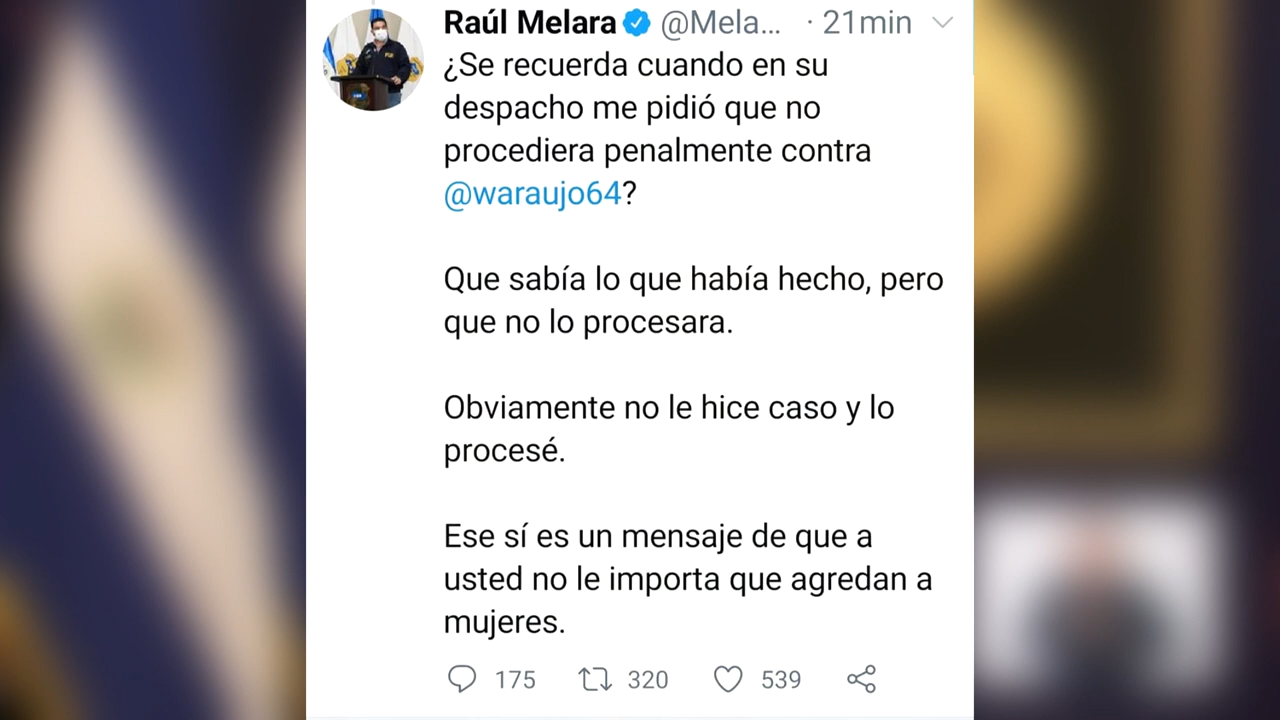 Raúl Melara @Mela... · 21min
¿Se recuerda cuando en su
despacho me pidió que no
procediera penalmente contra
@waraujo64?
Que sabía lo que había hecho, pero
que no lo procesara.
Obviamente no le hice caso y lo
procesé.
Ese sí es un mensaje de que a
usted no le importa que agredan a
mujeres.
175 320 539